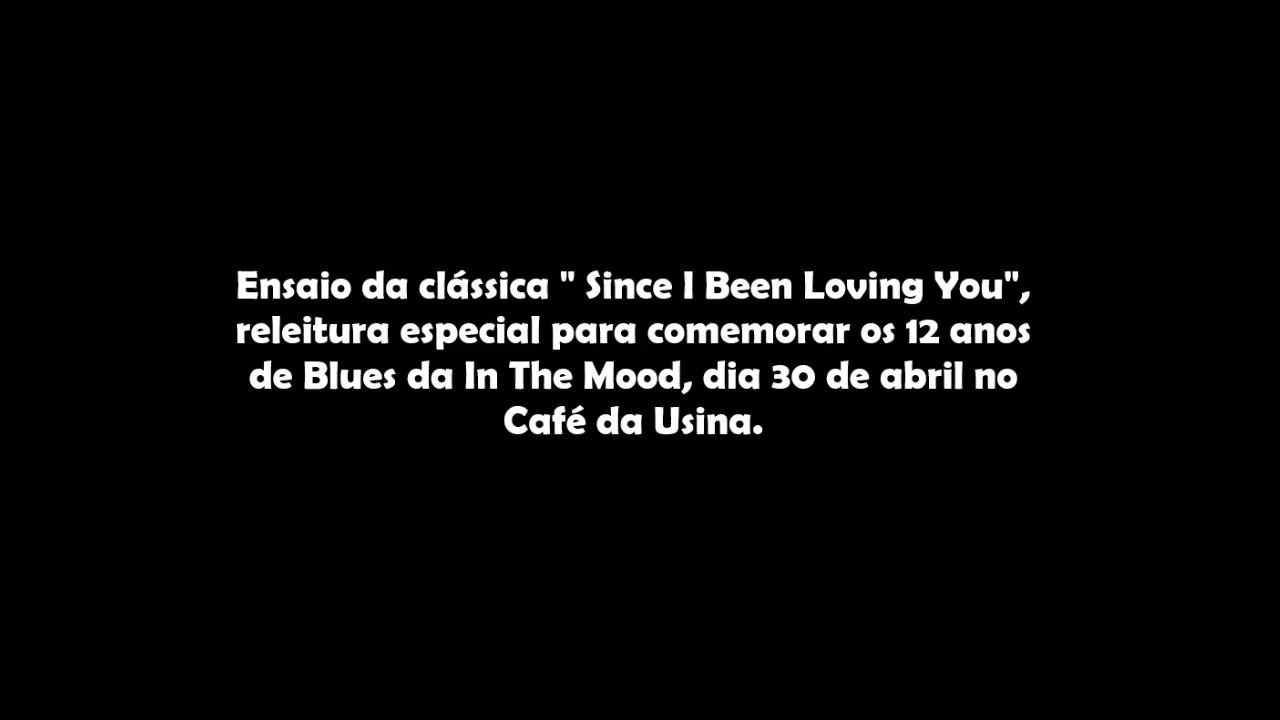 Ensaio da clássica " Since I Been Loving You",
releitura especial para comemorar os 12 anos
de Blues da In The Mood, dia 30 de abril no
Café da Usina.